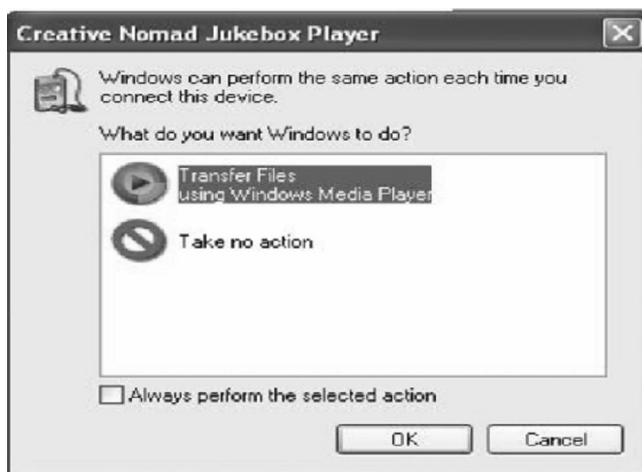 Creative Nomad Jukebox Player
Windows can perform the same action each time you
connect this device.
What do you want Windows to do?
Transfer Files
using Windows Media Player
Take no action
Always perform the selected action
OK
Cancel